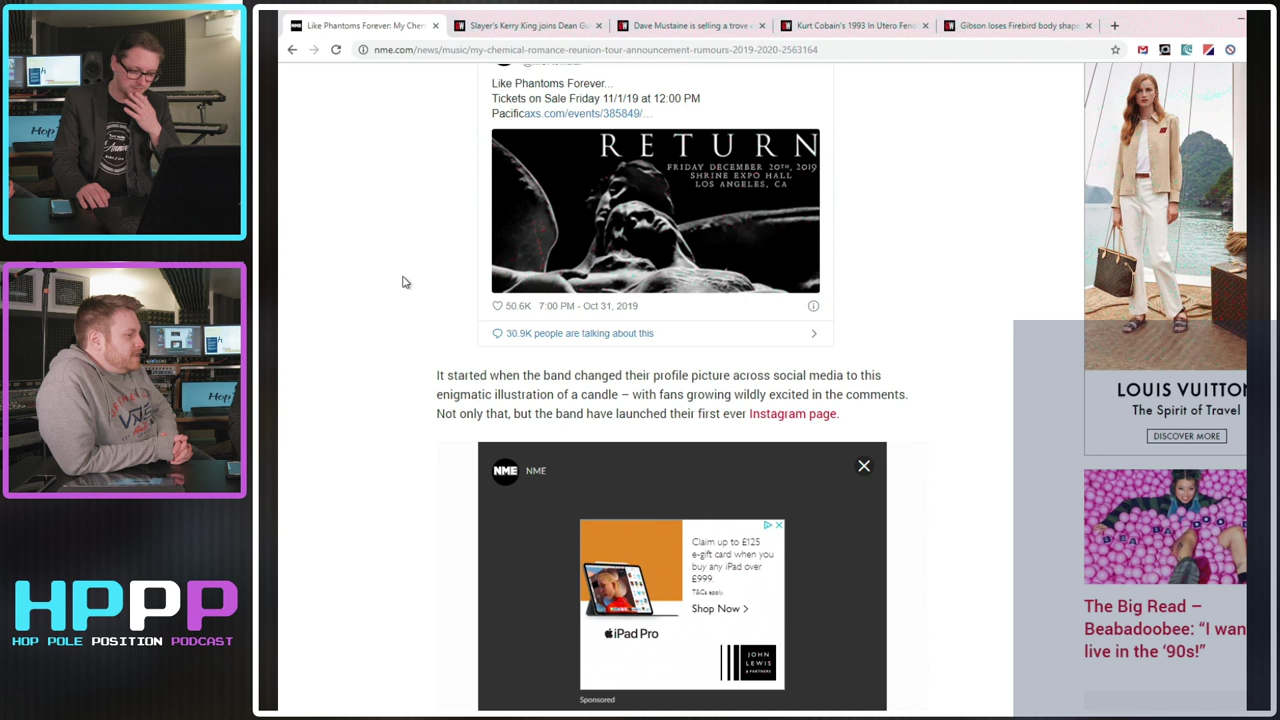 Like Phantoms Forever: My Chem
Slayer's Kerry King joins Dean Gu
Dave Mustaine is selling a trove
Kurt Cobain's 1993 In Utero Fend
Gibson loses Firebird body shape
nme.com/news/music/my-chemical-romance-reunion-tour-announcement-rumours-2019-2020-2563164
Like Phantoms Forever...
Tickets on Sale Friday 11/1/19 at 12:00 PM
Pacificaxs.com/events/385849/...
RETURN
FRIDAY DECEMBER 20TH, 2019
SHRINE EXPO HALL
LOS ANGELES, CA
50.6K 7:00 PM - Oct 31, 2019
30.9K people are talking about this
It started when the band changed their profile picture across social media to this
enigmatic illustration of a candle – with fans growing wildly excited in the comments.
Not only that, but the band have launched their first ever Instagram page.
NME NME
Claim up to £125
e-gift card when you
buy any iPad over
£999.
T&Cs apply.
Shop Now >
iPad Pro
JOHN
LEWIS
& PARTNERS
Sponsored
LOUIS VUITTON
The Spirit of Travel
DISCOVER MORE
The Big Read –
Beabadoobee: “I wan
live in the ‘90s!”
Hop
HPPP
HOP POLE POSITION PODCAST